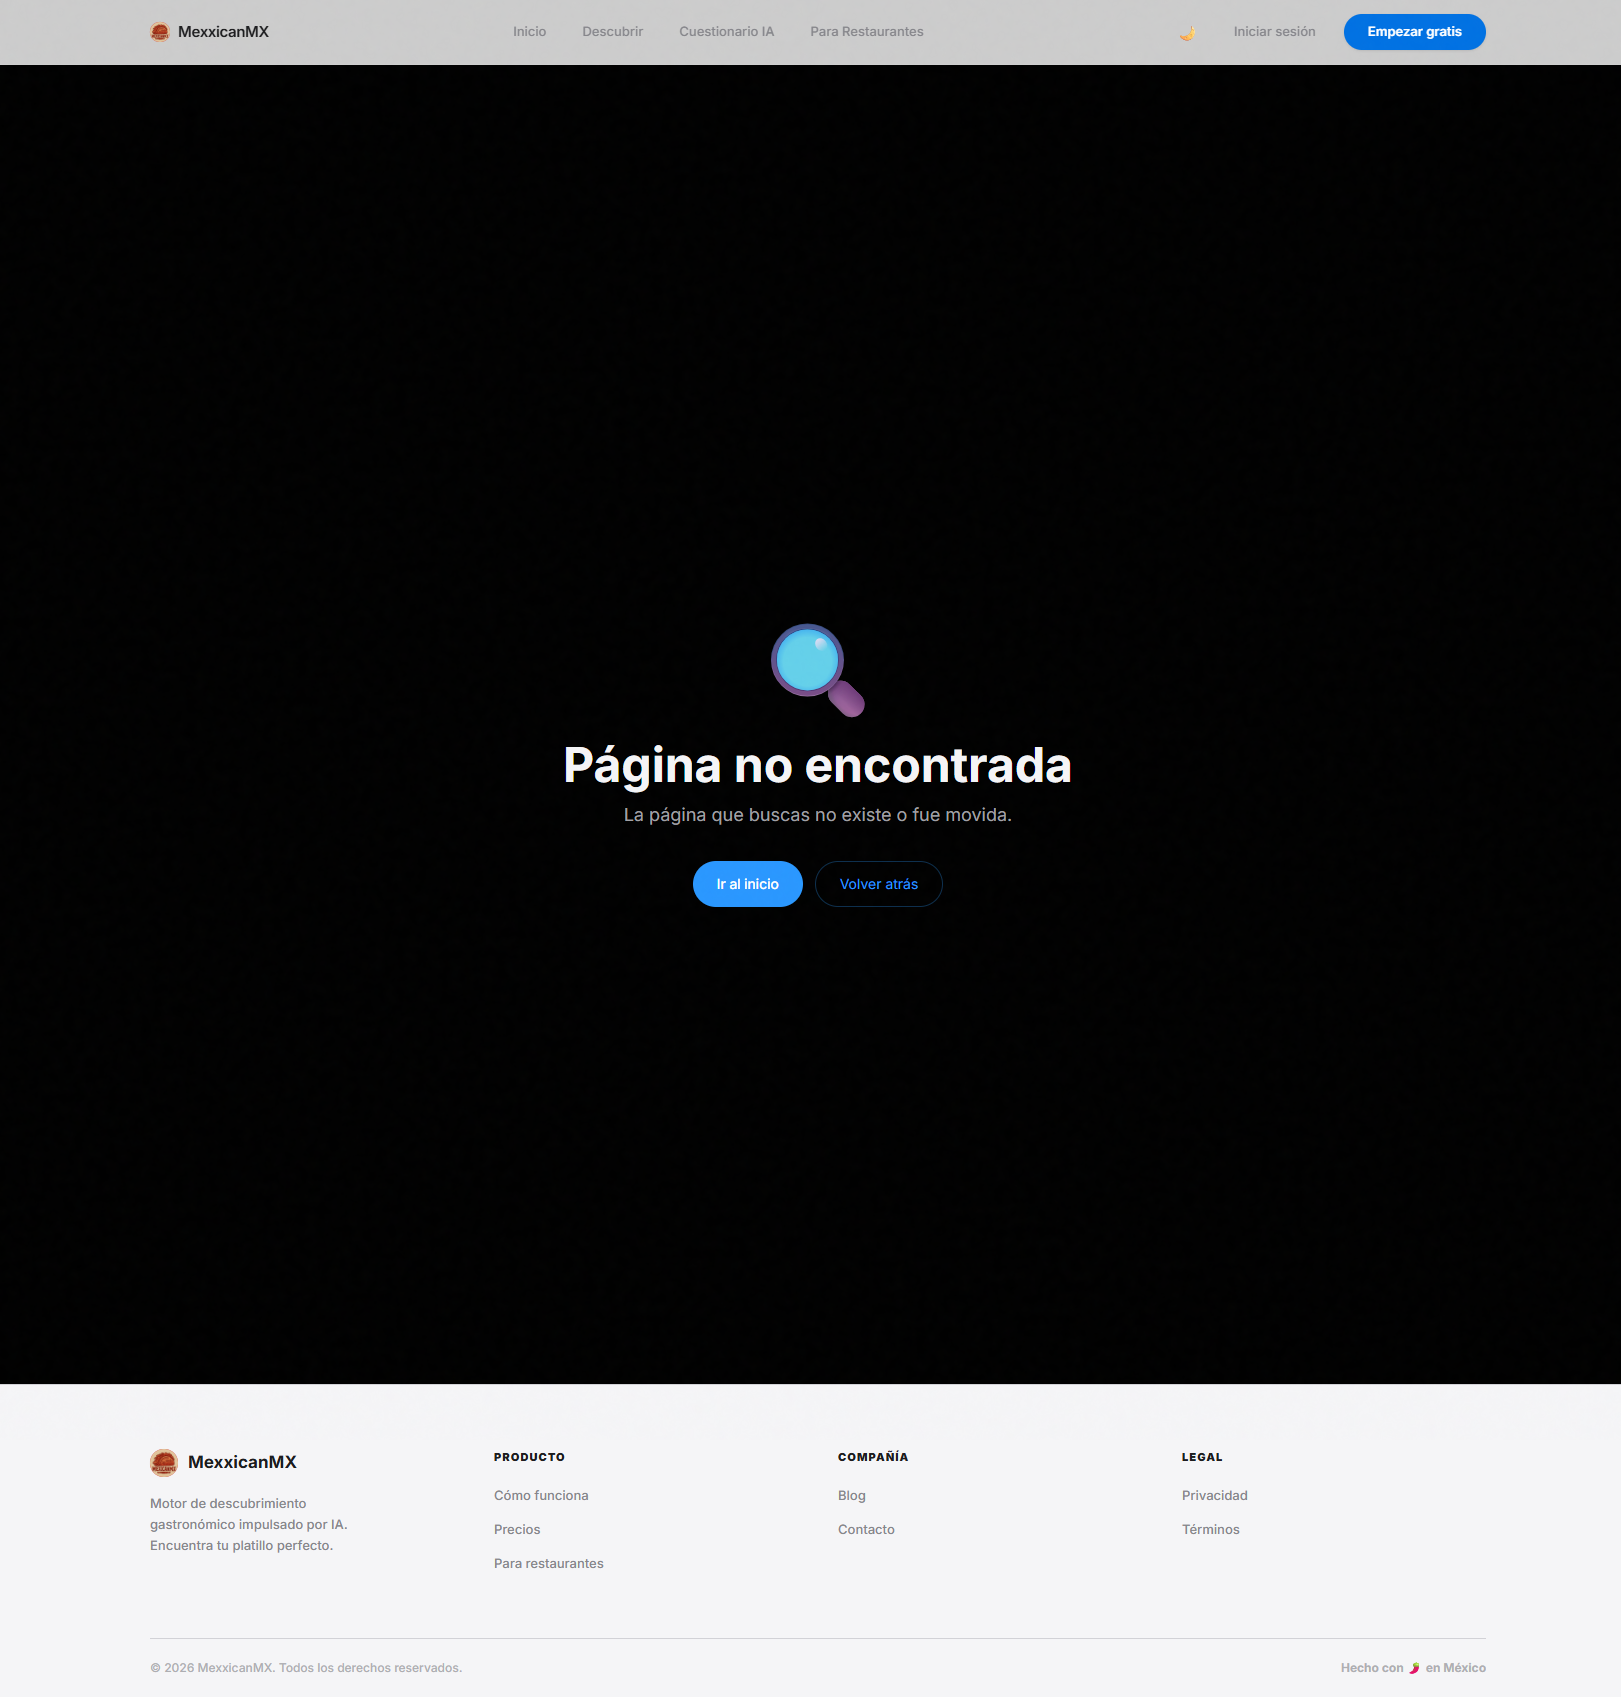 MexxicanMX
Inicio
Descubrir
Cuestionario IA
Para Restaurantes
Iniciar sesión
Empezar gratis
Página no encontrada
La página que buscas no existe o fue movida.
Ir al inicio
Volver atrás
MexxicanMX
Motor de descubrimiento
gastronómico impulsado por IA.
Encuentra tu platillo perfecto.
PRODUCTO
Cómo funciona
Precios
Para restaurantes
COMPAÑÍA
Blog
Contacto
LEGAL
Privacidad
Términos
© 2026 MexxicanMX. Todos los derechos reservados.
Hecho con 🌶️ en México